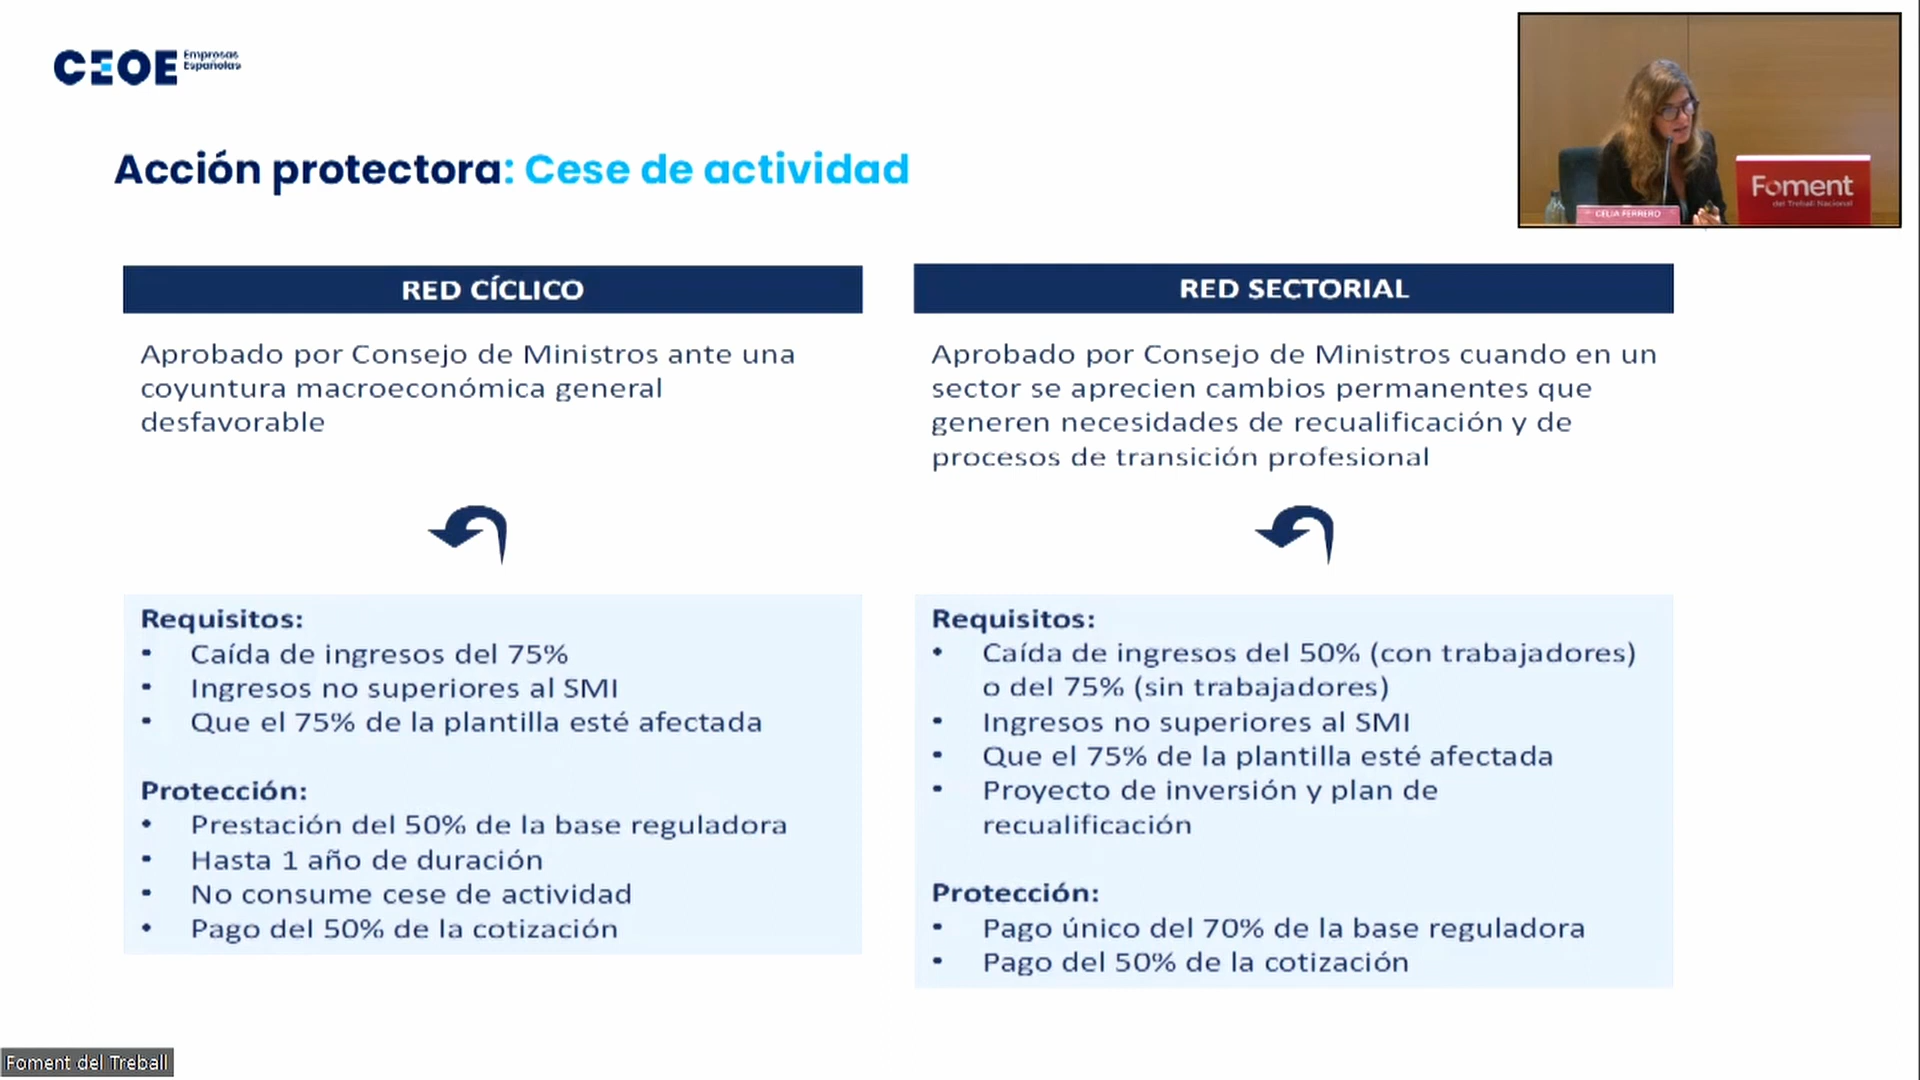 CEOE Empresas
Españolas
Acción protectora: Cese de actividad
CELIA FERRERO
Foment
del Treball Nacional
RED CÍCLICO
Aprobado por Consejo de Ministros ante una
coyuntura macroeconómica general
desfavorable
Requisitos:
• Caída de ingresos del 75%
• Ingresos no superiores al SMI
• Que el 75% de la plantilla esté afectada
Protección:
• Prestación del 50% de la base reguladora
• Hasta 1 año de duración
• No consume cese de actividad
• Pago del 50% de la cotización
RED SECTORIAL
Aprobado por Consejo de Ministros cuando en un
sector se aprecien cambios permanentes que
generen necesidades de recualificación y de
procesos de transición profesional
Requisitos:
• Caída de ingresos del 50% (con trabajadores)
o del 75% (sin trabajadores)
• Ingresos no superiores al SMI
• Que el 75% de la plantilla esté afectada
• Proyecto de inversión y plan de
recualificación
Protección:
• Pago único del 70% de la base reguladora
• Pago del 50% de la cotización
Foment del Treball